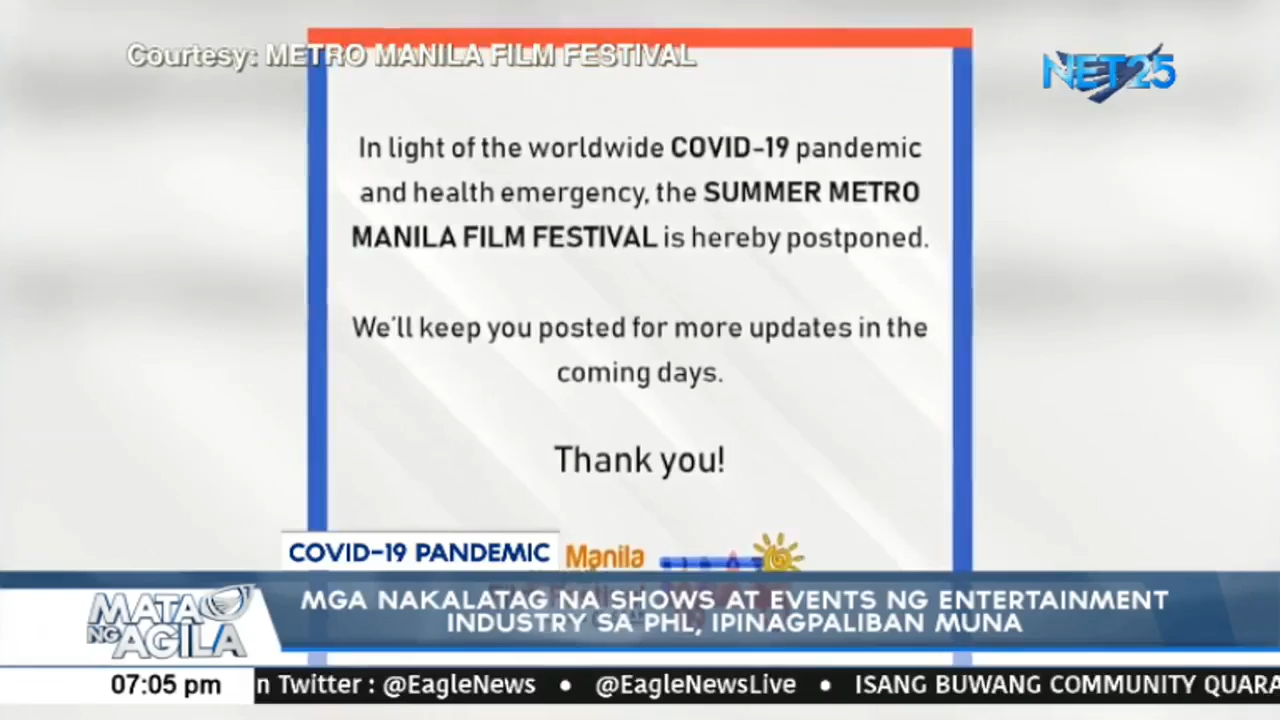 Courtesy: METRO MANILA FILM FESTIVAL
NET25
In light of the worldwide COVID-19 pandemic
and health emergency, the SUMMER METRO
MANILA FILM FESTIVAL is hereby postponed.
We'll keep you posted for more updates in the
coming days.
Thank you!
COVID-19 PANDEMIC
Manila
MATA NG AGILA
MGA NAKALATAG NA SHOWS AT EVENTS NG ENTERTAINMENT
INDUSTRY SA PHL, IPINAGPALIBAN MUNA
07:05 pm
n Twitter : @EagleNews • @EagleNewsLive • ISANG BUWANG COMMUNITY QUARA